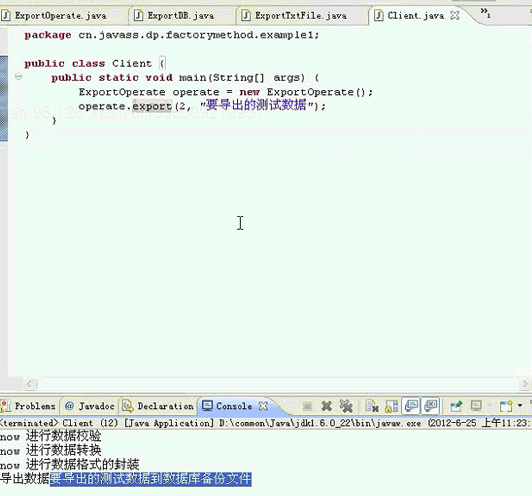 ExportOperate.java ExportDB.java ExportTxtFile.java Client.java
package cn.javass.dp.factorymethod.example1;
public class Client {
public static void main(String[] args) {
ExportOperate operate = new ExportOperate();
operate.export(2, "要导出的测试数据");
}
}
Problems @ Javadoc Declaration Console
<terminated> Client (12) [Java Application] D:\common\Java\jdk1.6.0_22\bin\javaw.exe (2012-6-25 上午11:23:
now 进行数据校验
now 进行数据转换
now 进行数据格式的封装
导出数据要导出的测试数据到数据库备份文件